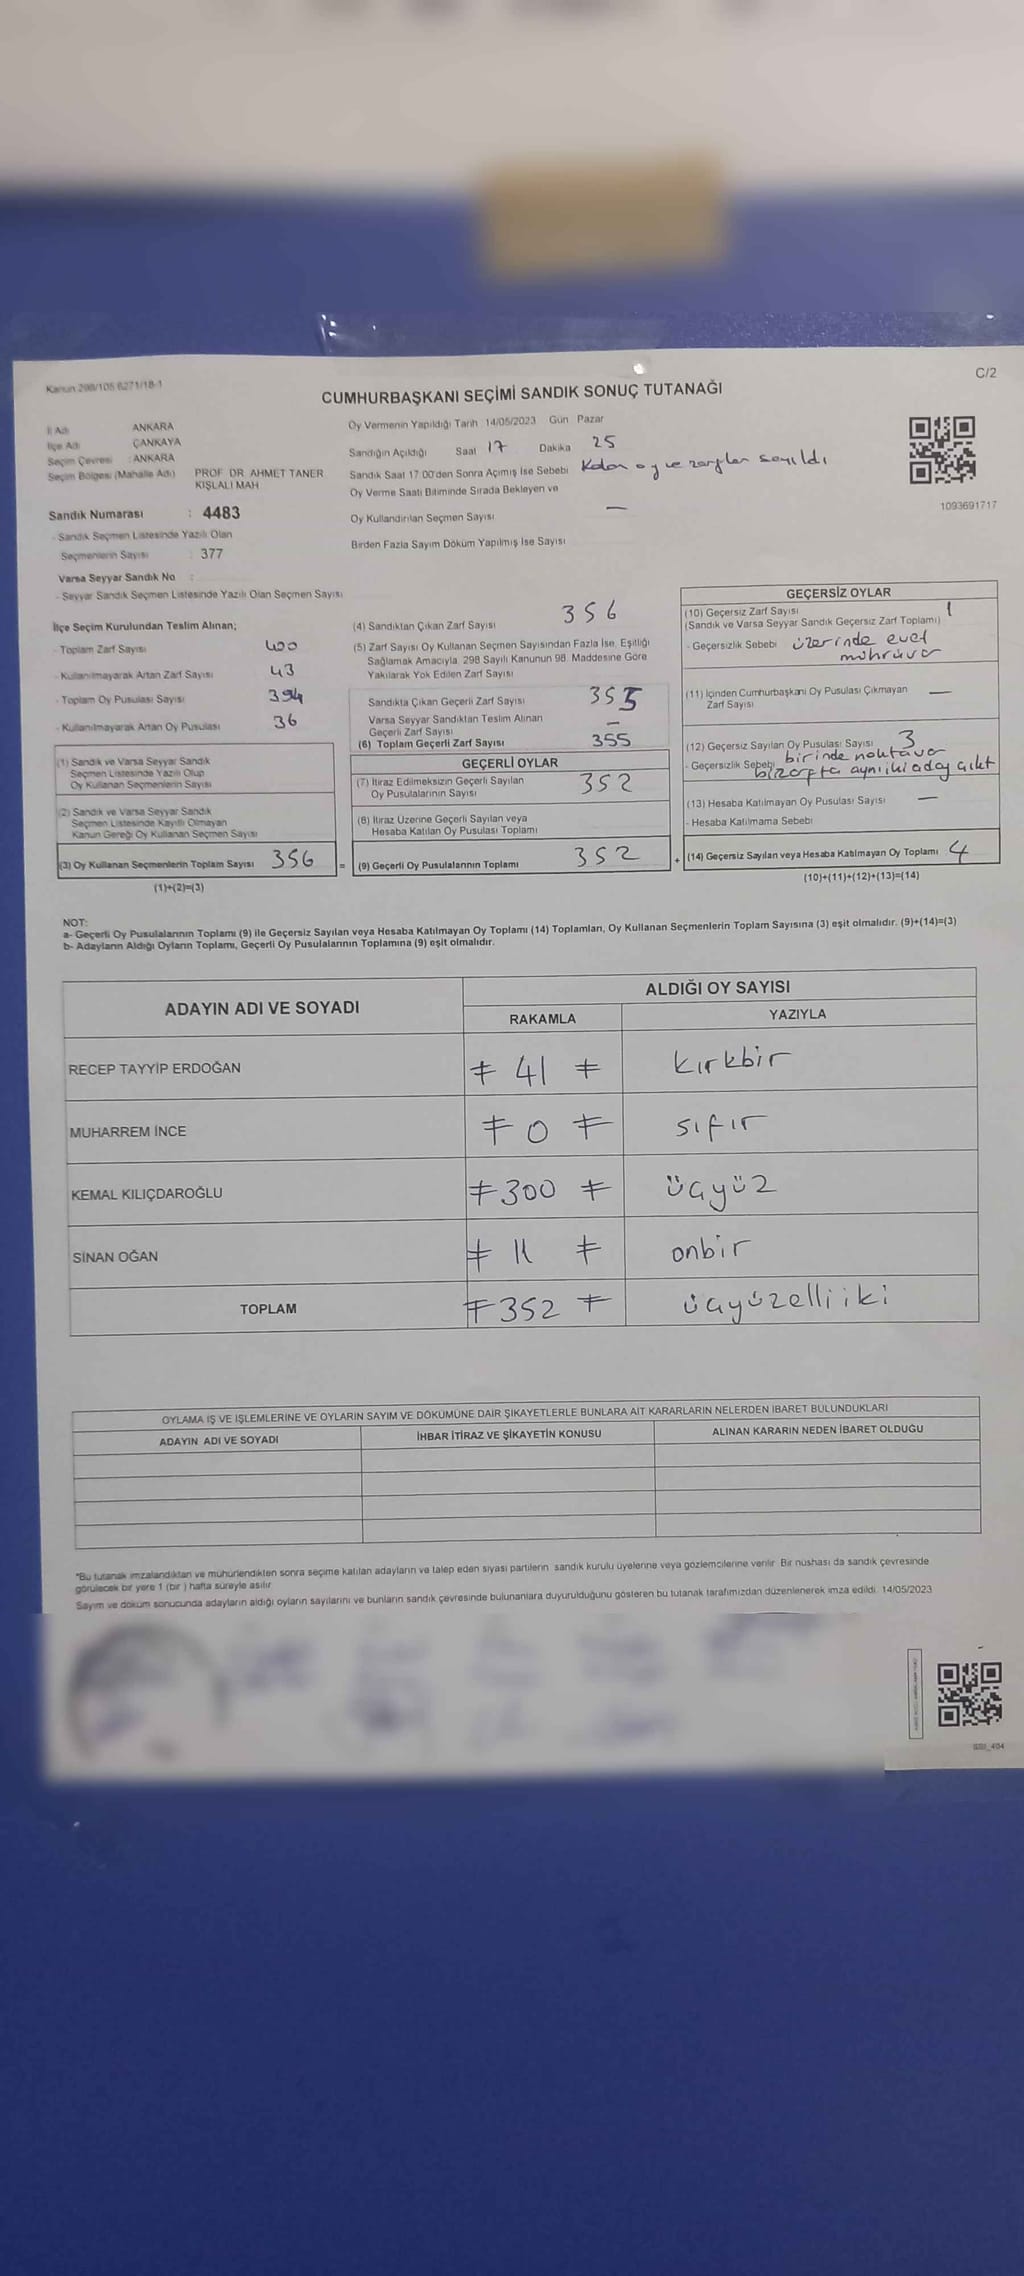 Kanun 298/105 6271/18-1
C/2
CUMHURBAŞKANI SEÇİMİ SANDIK SONUÇ TUTANAĞI
İl Adı ANKARA
İlçe Adı ÇANKAYA
Seçim Çevresi : ANKARA
Seçim Bölgesi (Mahalle Adı) PROF DR AHMET TANER
KIŞLALI MAH
Sandık Numarası : 4483
- Sandık Seçmen Listesinde Yazılı Olan
Seçmenlerin Sayısı : 377
Varsa Seyyar Sandık No :
- Seyyar Sandık Seçmen Listesinde Yazılı Olan Seçmen Sayısı
Oy Vermenin Yapıldığı Tarih 14/05/2023 Gün Pazar
Sandığın Açıldığı Saat 17 Dakika 25
Sandık Saat 17:00'den Sonra Açımış İse Sebebi Kalan oy ve zarflar sayıldı
Oy Verme Saati Bitiminde Sırada Bekleyen ve
Oy Kullandırılan Seçmen Sayısı —
Birden Fazla Sayım Döküm Yapılmış İse Sayısı
1093691717
İlçe Seçim Kurulundan Teslim Alınan;
- Toplam Zarf Sayısı 400
- Kullanılmayarak Artan Zarf Sayısı 43
- Toplam Oy Pusulası Sayısı 394
- Kullanılmayarak Artan Oy Pusulası 36
(1) Sandık ve Varsa Seyyar Sandık
Seçmen Listesinde Yazılı Olup
Oy Kullanan Seçmenlerin Sayısı
(2) Sandık ve Varsa Seyyar Sandık
Seçmen Listesinde Kayıtlı Olmayan
Kanun Gereği Oy Kullanan Seçmen Sayısı
(3) Oy Kullanan Seçmenlerin Toplam Sayısı 356 =
(1)+(2)=(3)
(4) Sandıktan Çıkan Zarf Sayısı 356
(5) Zarf Sayısı Oy Kullanan Seçmen Sayısından Fazla İse, Eşitliği
Sağlamak Amacıyla, 298 Sayılı Kanunun 98. Maddesine Göre
Yakılarak Yok Edilen Zarf Sayısı
Sandıkta Çıkan Geçerli Zarf Sayısı 355
Varsa Seyyar Sandıktan Teslim Alınan
Geçerli Zarf Sayısı —
(6) Toplam Geçerli Zarf Sayısı 355
GEÇERLİ OYLAR
(7) İtiraz Edilmeksizin Geçerli Sayılan
Oy Pusulalarının Sayısı 352
(8) İtiraz Üzerine Geçerli Sayılan veya
Hesaba Katılan Oy Pusulası Toplamı
(9) Geçerli Oy Pusulalarının Toplamı 352 +
GEÇERSİZ OYLAR
(10) Geçersiz Zarf Sayısı 1
(Sandık ve Varsa Seyyar Sandık Geçersiz Zarf Toplamı)
- Geçersizlik Sebebi üzerinde evet
mührü var
(11) İçinden Cumhurbaşkanı Oy Pusulası Çıkmayan —
Zarf Sayısı
(12) Geçersiz Sayılan Oy Pusulası Sayısı 3
birinde nokta var
- Geçersizlik Sebebi bi zarfta aynı iki aday çıktı
(13) Hesaba Katılmayan Oy Pusulası Sayısı —
- Hesaba Katılmama Sebebi
(14) Geçersiz Sayılan veya Hesaba Katılmayan Oy Toplamı 4
(10)+(11)+(12)+(13)=(14)
NOT:
a- Geçerli Oy Pusulalarının Toplamı (9) ile Geçersiz Sayılan veya Hesaba Katılmayan Oy Toplamı (14) Toplamları, Oy Kullanan Seçmenlerin Toplam Sayısına (3) eşit olmalıdır. (9)+(14)=(3)
b- Adayların Aldığı Oyların Toplamı, Geçerli Oy Pusulalarının Toplamına (9) eşit olmalıdır.
ADAYIN ADI VE SOYADI
ALDIĞI OY SAYISI
RAKAMLA YAZIYLA
RECEP TAYYİP ERDOĞAN 41 kırkbir
MUHARREM İNCE 0 sıfır
KEMAL KILIÇDAROĞLU 300 üçyüz
SİNAN OĞAN 11 onbir
TOPLAM 352 üçyüzelliiki
OYLAMA İŞ VE İŞLEMLERİNE VE OYLARIN SAYIM VE DÖKÜMÜNE DAİR ŞİKAYETLERLE BUNLARA AİT KARARLARIN NELERDEN İBARET BULUNDUKLARI
ADAYIN ADI VE SOYADI İHBAR İTİRAZ VE ŞİKAYETİN KONUSU ALINAN KARARIN NEDEN İBARET OLDUĞU
*Bu tutanak imzalandıktan ve mühürlendikten sonra seçime katılan adayların ve talep eden siyasi partilerin sandık kurulu üyelerine veya gözlemcilerine verilir. Bir nüshası da sandık çevresinde
görülecek bir yere 1 (bir) hafta süreyle asılır.
Sayım ve döküm sonucunda adayların aldığı oyların sayılarını ve bunların sandık çevresinde bulunanlara duyurulduğunu gösteren bu tutanak tarafımızdan düzenlenerek imza edildi. 14/05/2023